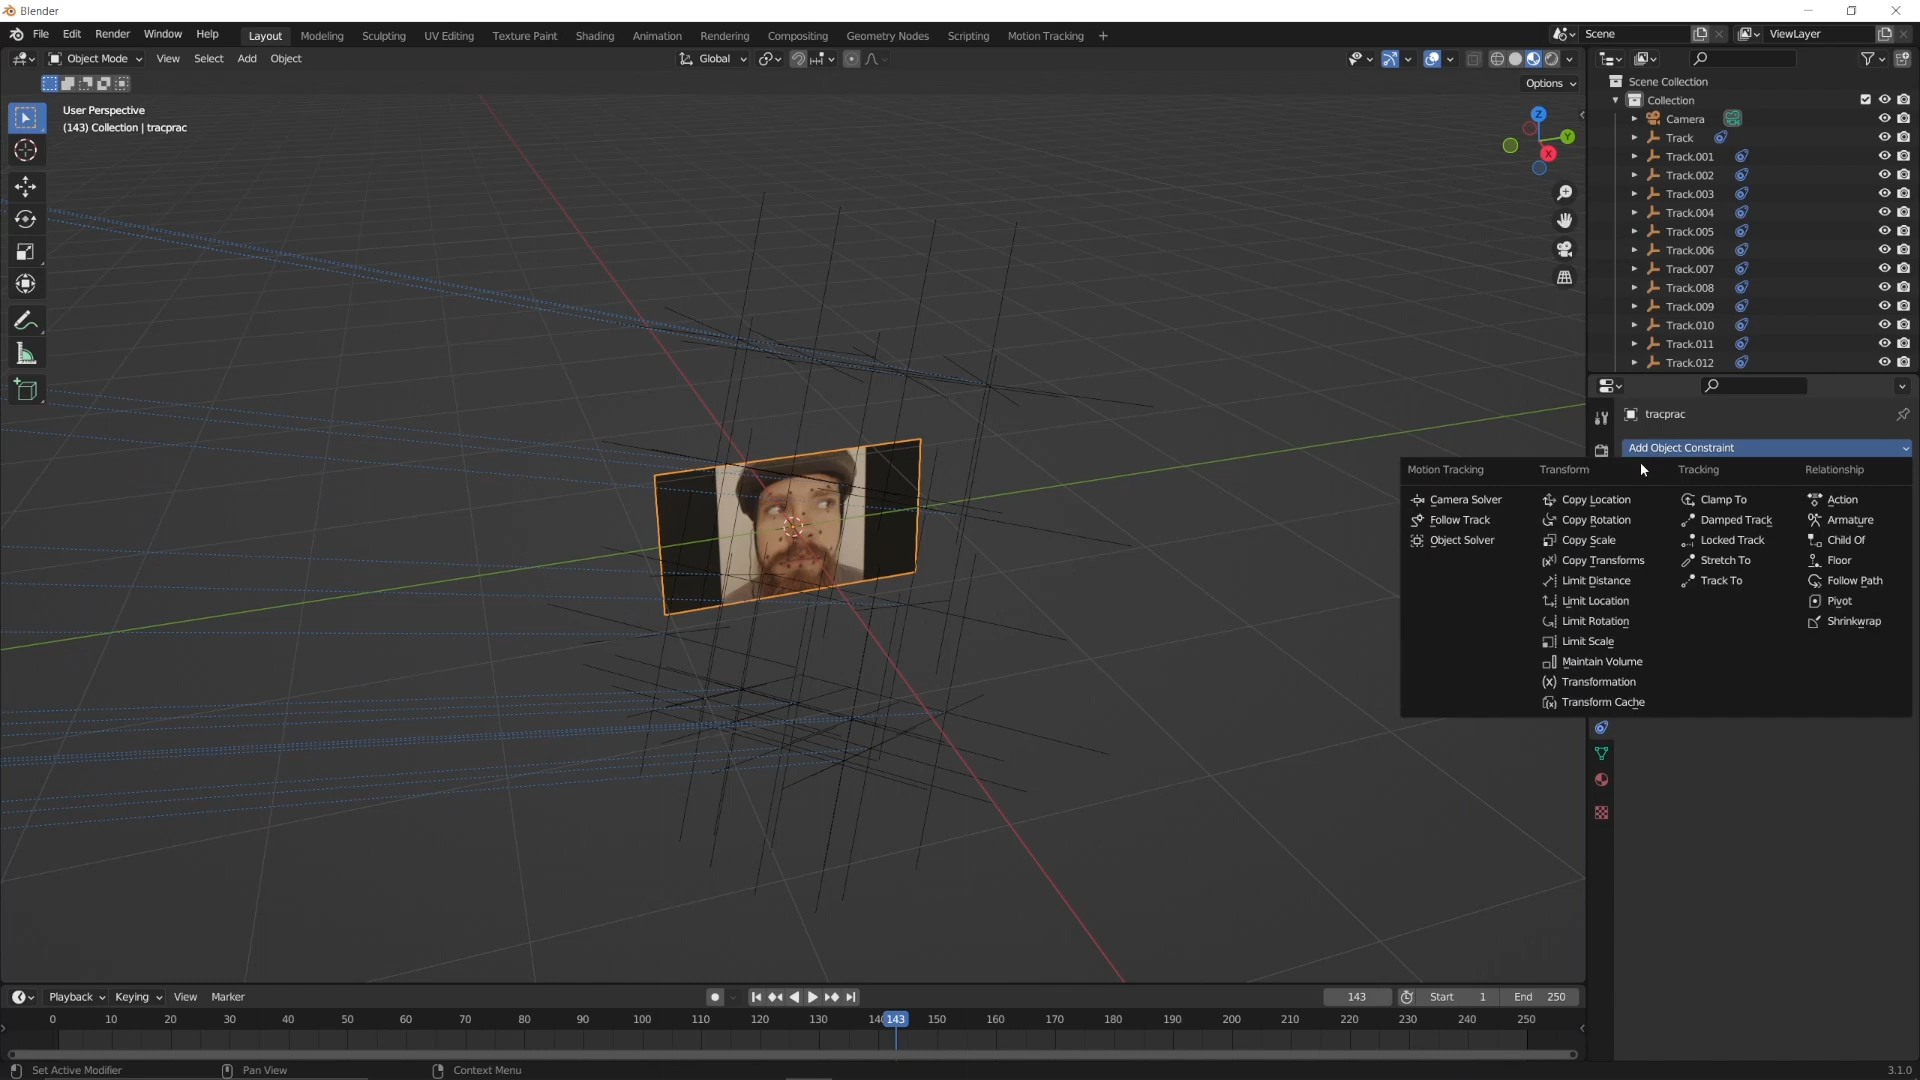 Blender
File Edit Render Window Help Layout Modeling Sculpting UV Editing Texture Paint Shading Animation Rendering Compositing Geometry Nodes Scripting Motion Tracking + Scene ViewLayer
Object Mode View Select Add Object Global
Options
User Perspective
(143) Collection | tracprac
Z
Y
X
Scene Collection
Collection
Camera
Track
Track.001
Track.002
Track.003
Track.004
Track.005
Track.006
Track.007
Track.008
Track.009
Track.010
Track.011
Track.012
tracprac
Add Object Constraint
Motion Tracking Transform Tracking Relationship
Camera Solver Copy Location Clamp To Action
Follow Track Copy Rotation Damped Track Armature
Object Solver Copy Scale Locked Track Child Of
Copy Transforms Stretch To Floor
Limit Distance Track To Follow Path
Limit Location Pivot
Limit Rotation Shrinkwrap
Limit Scale
Maintain Volume
Transformation
Transform Cache
Playback Keying View Marker 143 Start 1 End 250
0 10 20 30 40 50 60 70 80 90 100 110 120 130 14 143 150 160 170 180 190 200 210 220 230 240 250
Set Active Modifier Pan View Context Menu 3.1.0